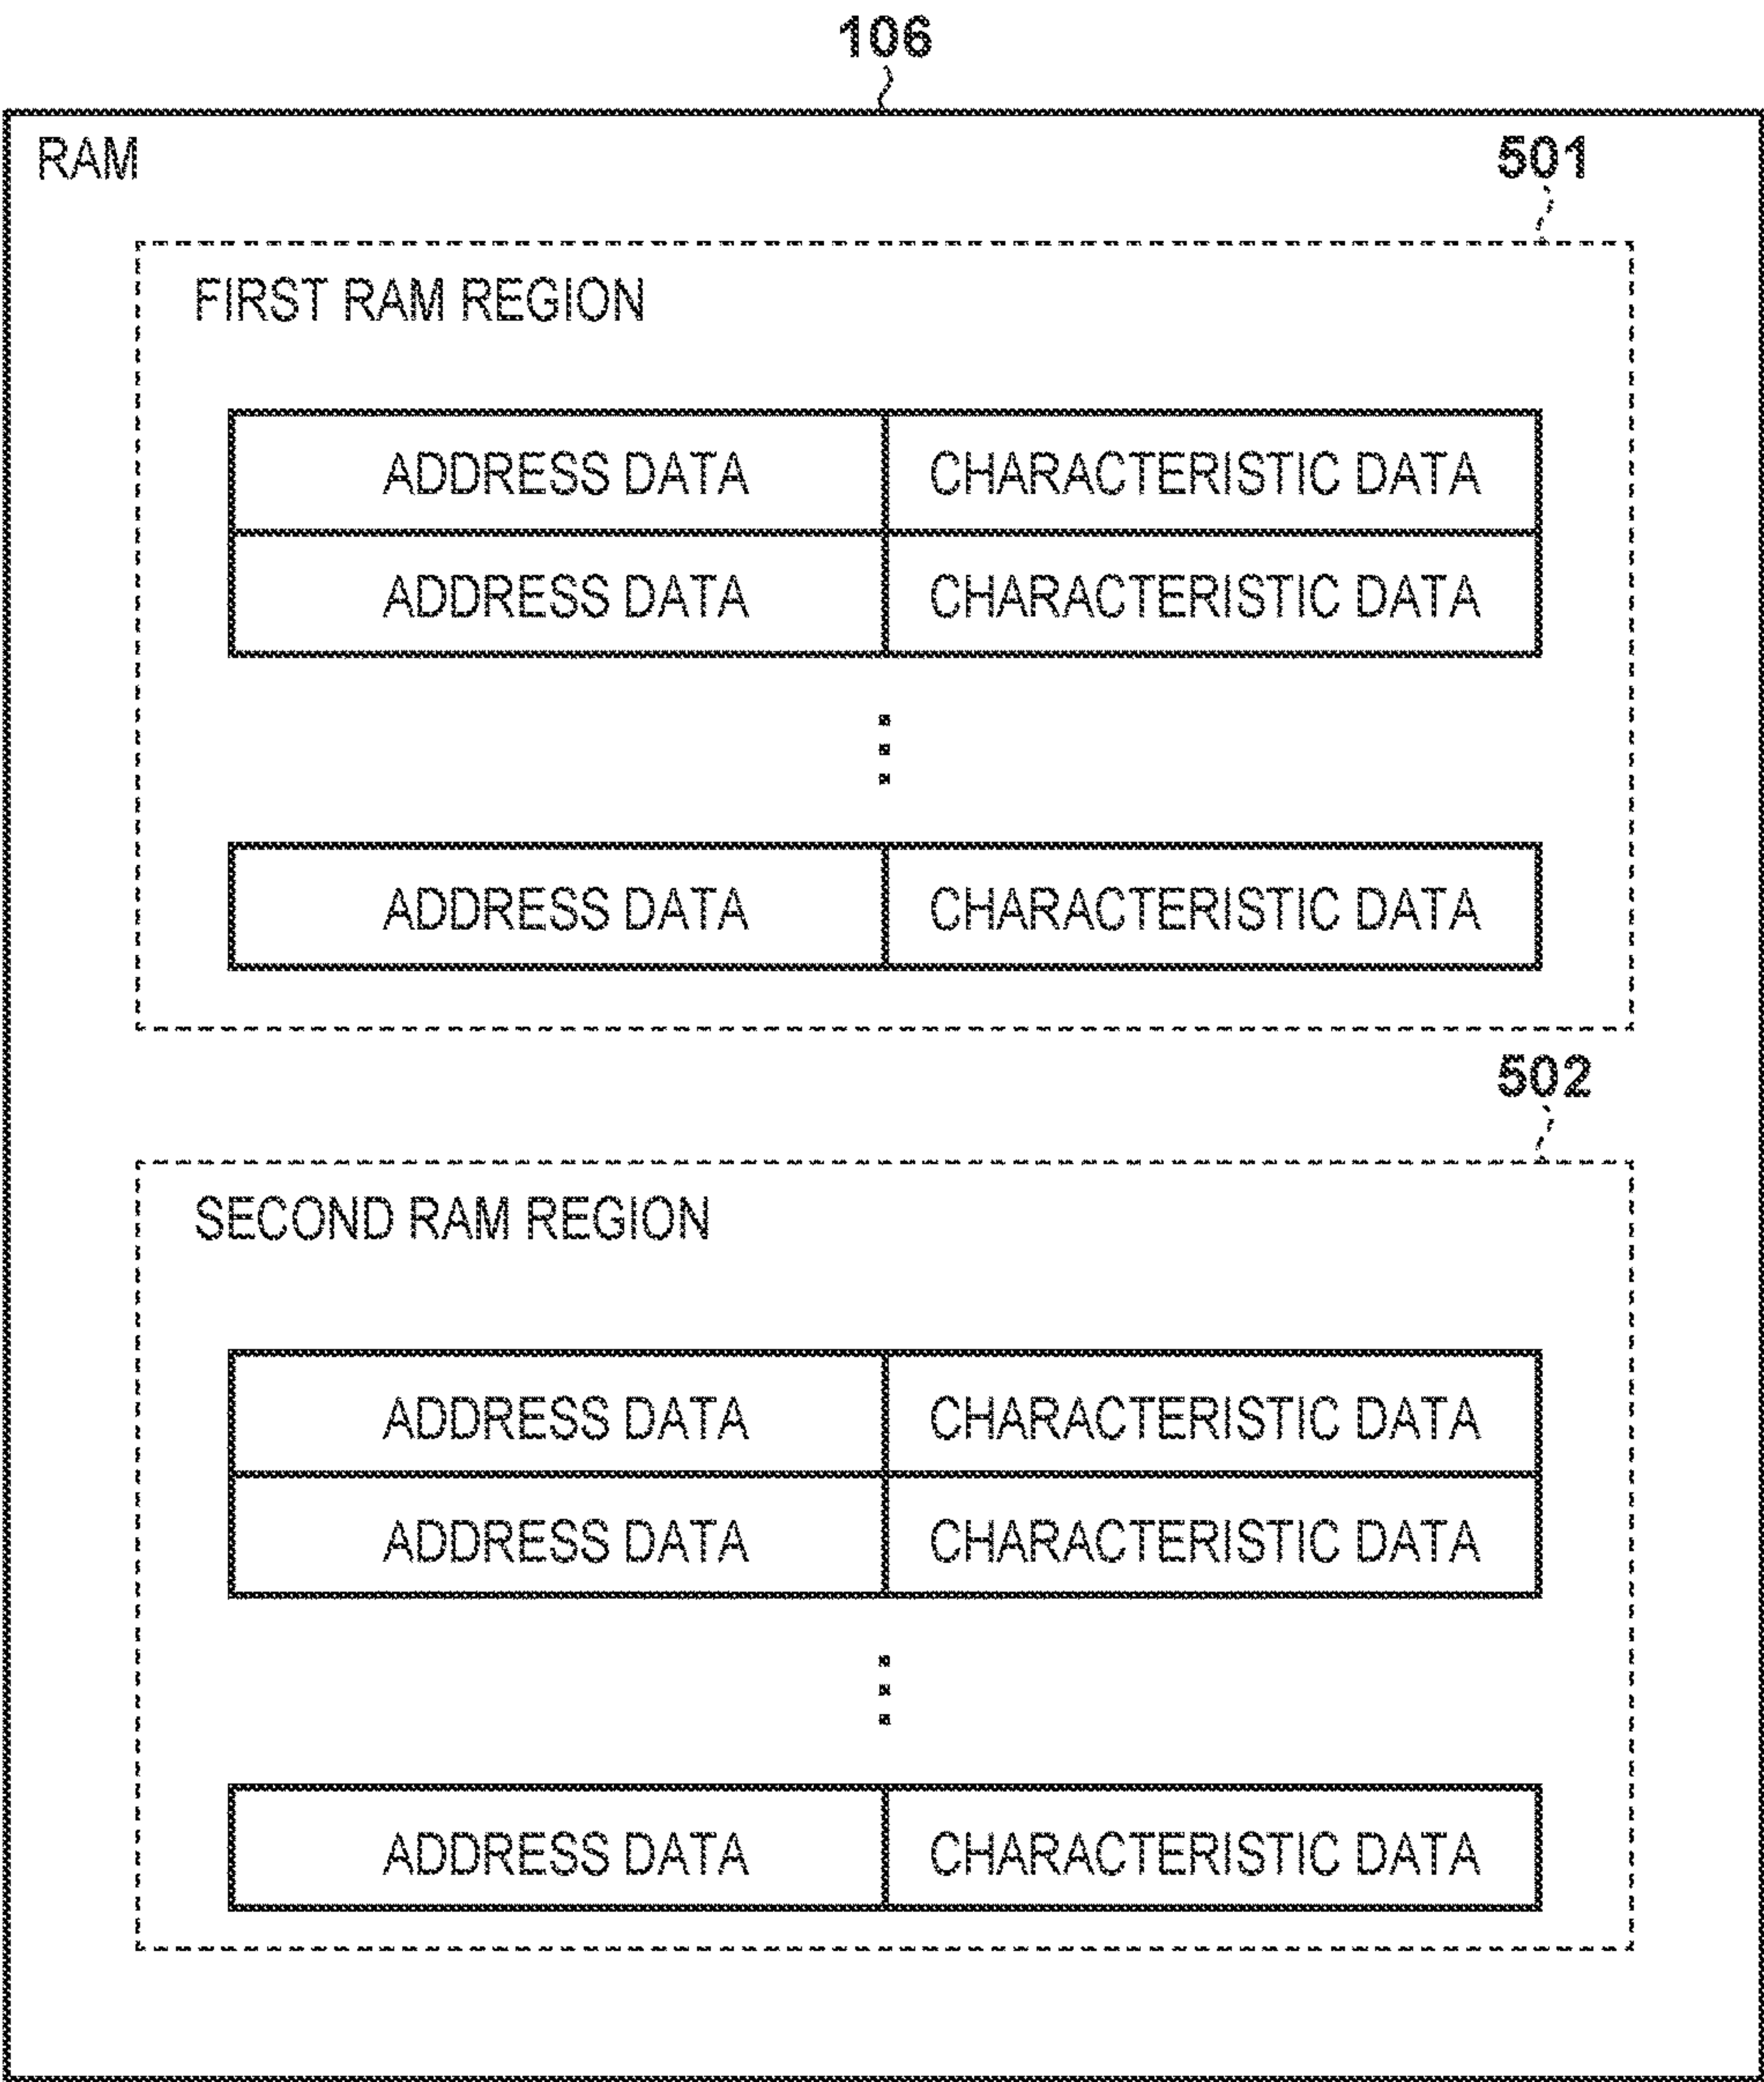 106
RAM
501
FIRST RAM REGION
ADDRESS DATA CHARACTERISTIC DATA
ADDRESS DATA CHARACTERISTIC DATA
ADDRESS DATA CHARACTERISTIC DATA
502
SECOND RAM REGION
ADDRESS DATA CHARACTERISTIC DATA
ADDRESS DATA CHARACTERISTIC DATA
ADDRESS DATA CHARACTERISTIC DATA